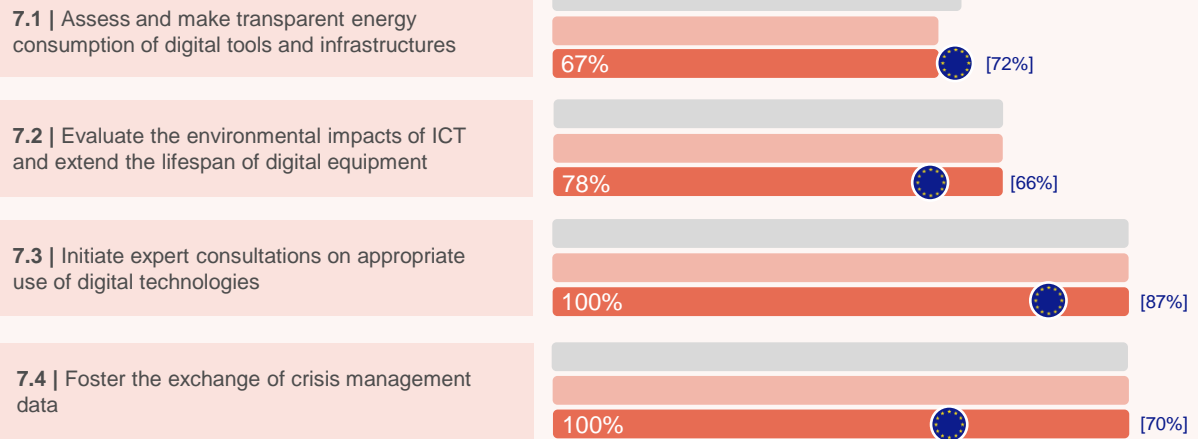 7.1 | Assess and make transparent energy
consumption of digital tools and infrastructures
67%
[72%]
7.2 | Evaluate the environmental impacts of ICT
and extend the lifespan of digital equipment
78%
[66%]
7.3 | Initiate expert consultations on appropriate
use of digital technologies
100%
[87%]
7.4 | Foster the exchange of crisis management
data
100%
[70%]